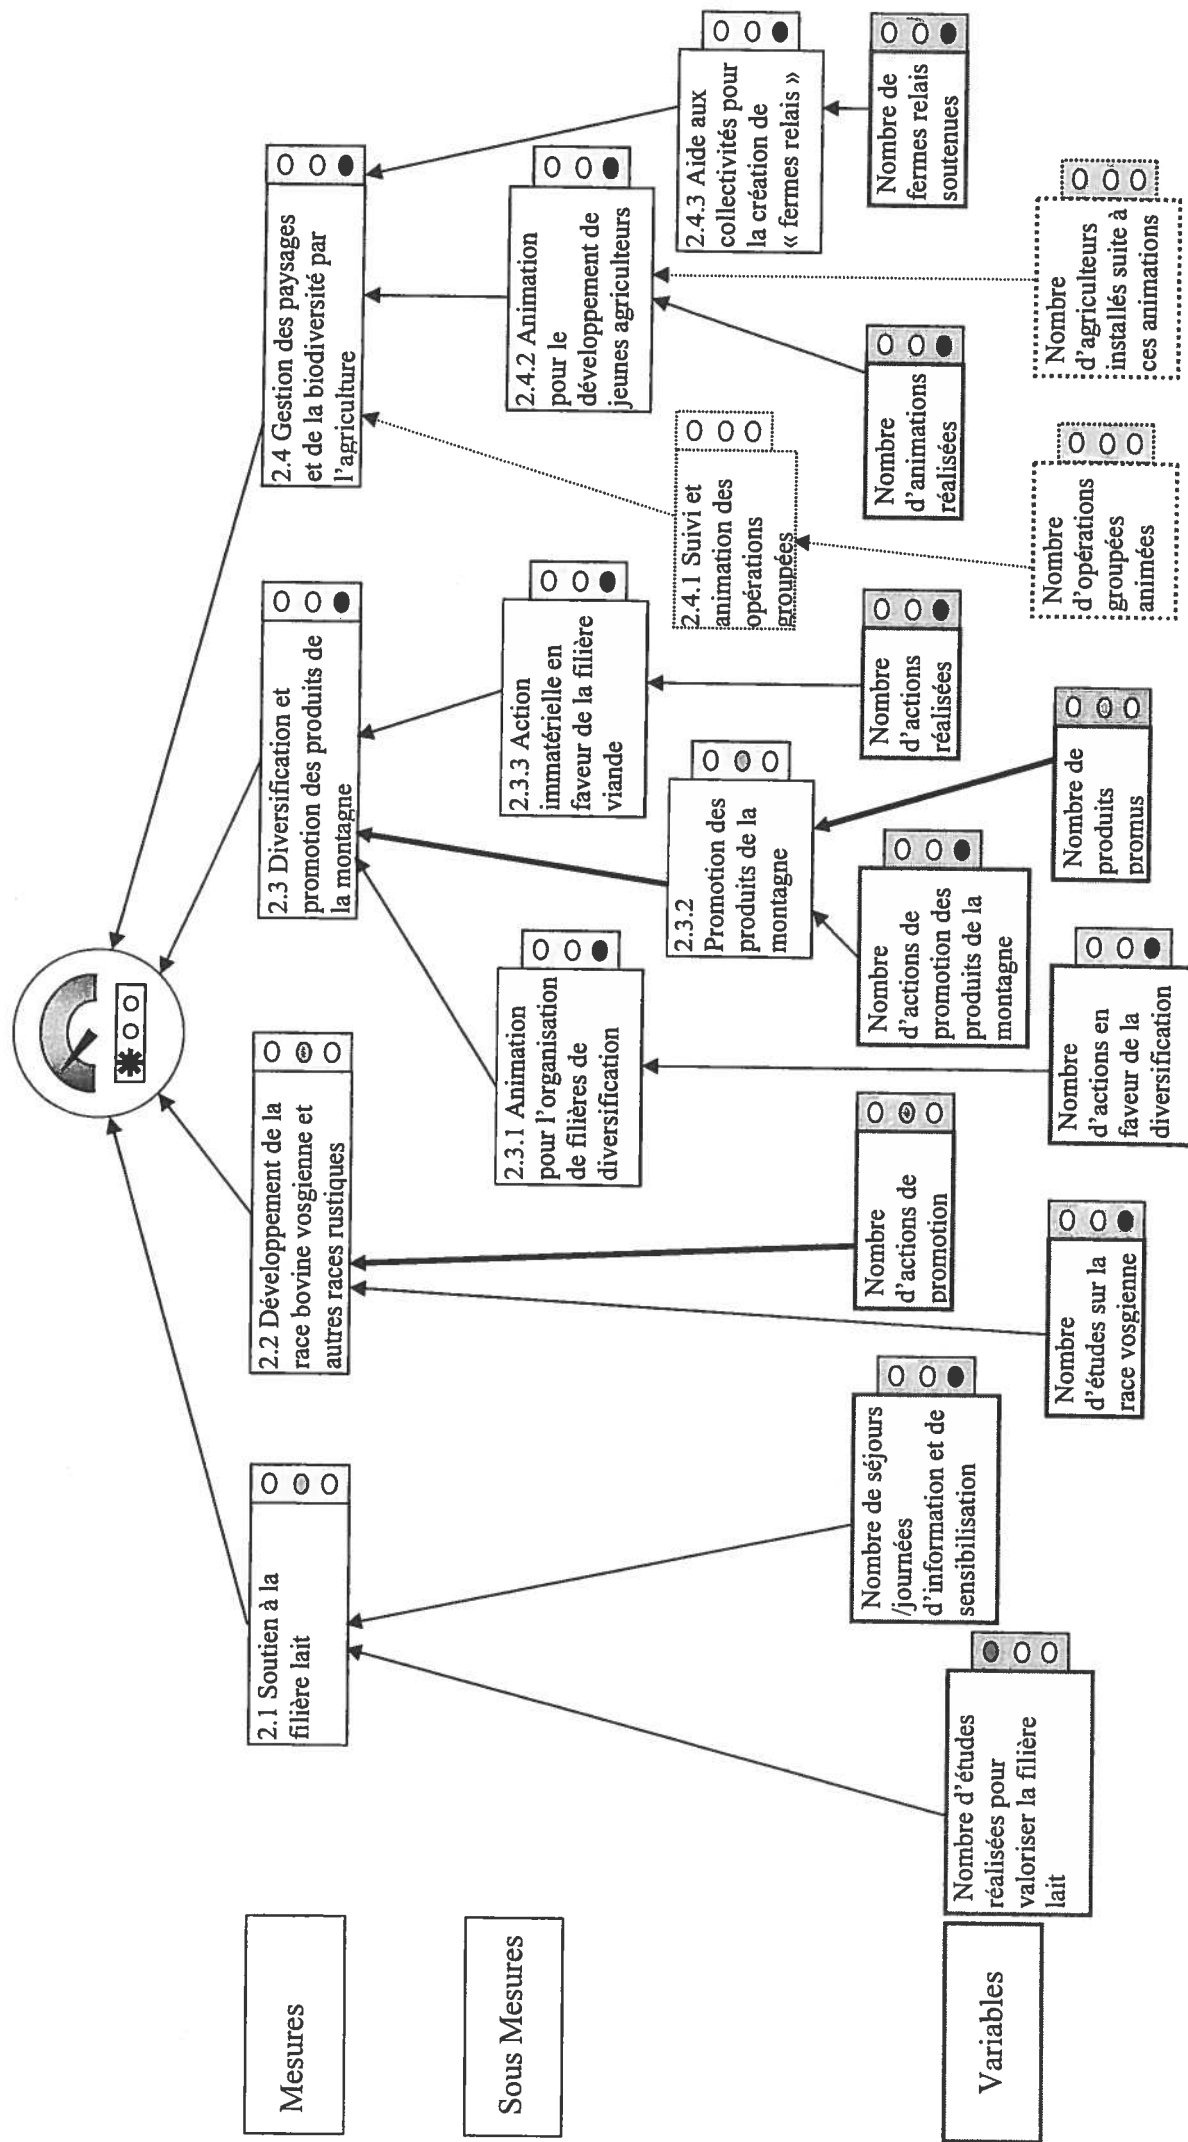 Mesures
2.1 Soutien à la
filière lait
2.2 Développement de la
race bovine vosgienne et
autres races rustiques
2.3 Diversification et
promotion des produits de
la montagne
2.4 Gestion des paysages
et de la biodiversité par
l'agriculture
Sous Mesures
2.3.1 Animation
pour l'organisation
de filières de
diversification
2.3.2
Promotion des
produits de la
montagne
2.3.3 Action
immatérielle en
faveur de la filière
viande
2.4.1 Suivi et
animation des
opérations
groupées
2.4.2 Animation
pour le
développement de
jeunes agriculteurs
2.4.3 Aide aux
collectivités pour
la création de
« fermes relais »
Variables
Nombre d'études
réalisées pour
valoriser la filière
lait
Nombre de séjours
/journées
d'information et de
sensibilisation
Nombre
d'études sur la
race vosgienne
Nombre
d'actions de
promotion
Nombre
d'actions en
faveur de la
diversification
Nombre
d'actions de
promotion des
produits de la
montagne
Nombre de
produits
promus
Nombre
d'actions
réalisées
Nombre
d'opérations
groupées
animées
Nombre
d'animations
réalisées
Nombre
d'agriculteurs
installés suite à
ces animations
Nombre de
fermes relais
soutenues